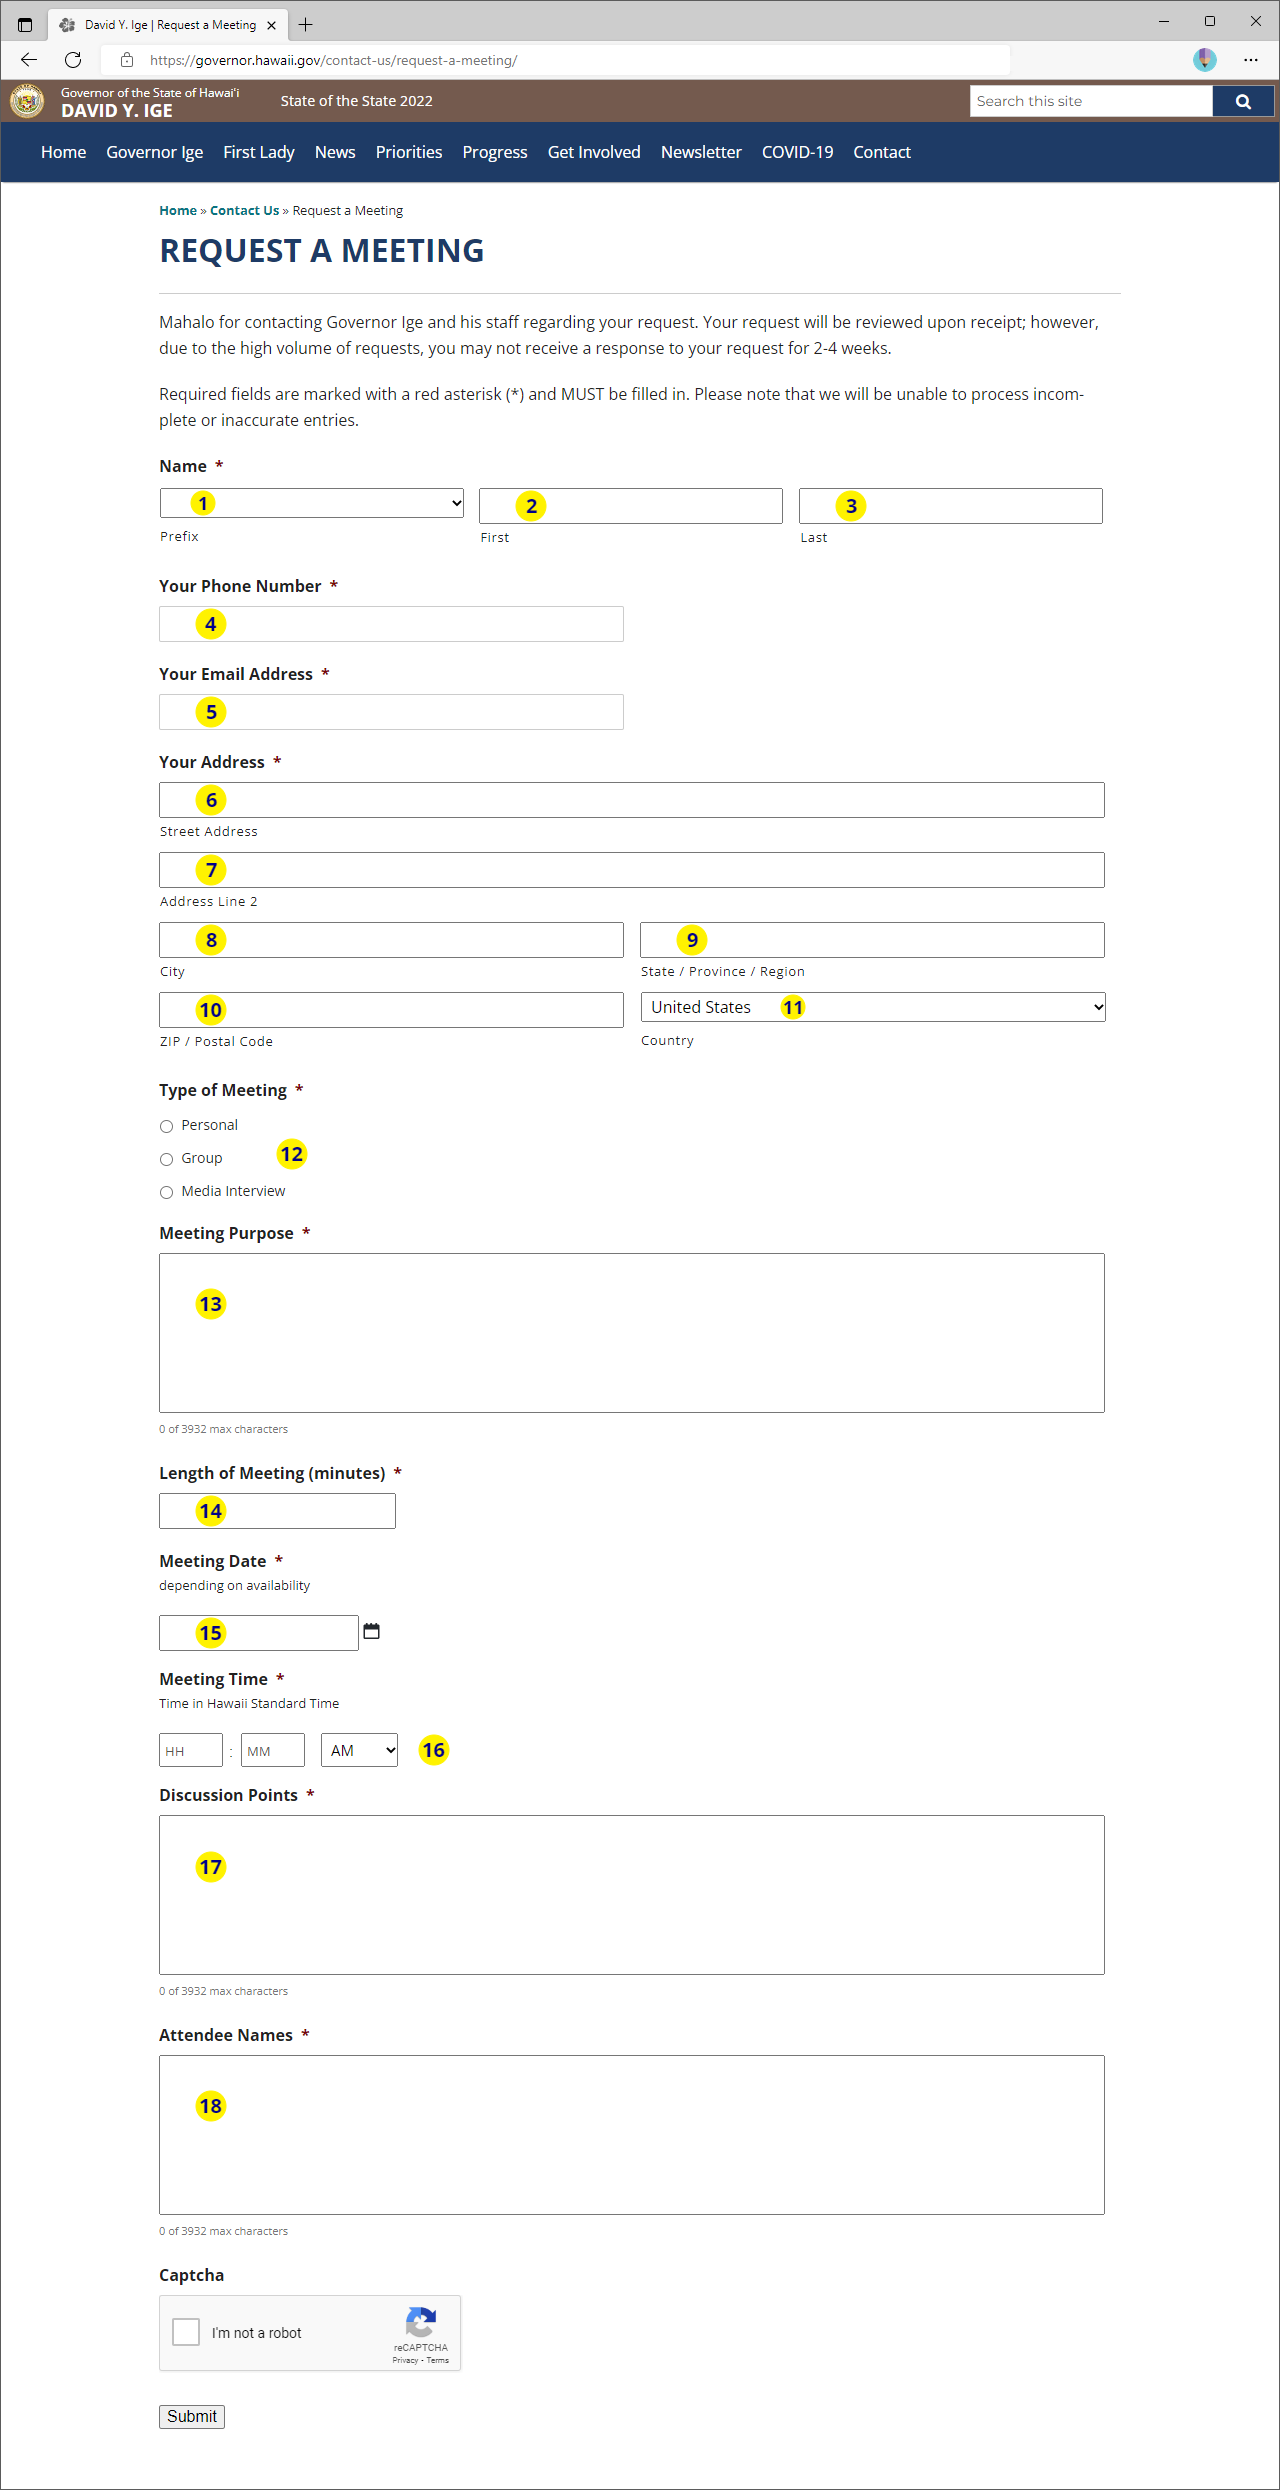 David Y. Ige | Request a Meeting
https://governor.hawaii.gov/contact-us/request-a-meeting/
Governor of the State of Hawai'i
DAVID Y. IGE
State of the State 2022
Search this site
Home Governor Ige First Lady News Priorities Progress Get Involved Newsletter COVID-19 Contact
Home » Contact Us » Request a Meeting
REQUEST A MEETING
Mahalo for contacting Governor Ige and his staff regarding your request. Your request will be reviewed upon receipt; however,
due to the high volume of requests, you may not receive a response to your request for 2-4 weeks.
Required fields are marked with a red asterisk (*) and MUST be filled in. Please note that we will be unable to process incom-
plete or inaccurate entries.
Name *
1 2 3
Prefix First Last
Your Phone Number *
4
Your Email Address *
5
Your Address *
6
Street Address
7
Address Line 2
8 9
City State / Province / Region
10 United States 11
ZIP / Postal Code Country
Type of Meeting *
Personal
Group 12
Media Interview
Meeting Purpose *
13
0 of 3932 max characters
Length of Meeting (minutes) *
14
Meeting Date *
depending on availability
15
Meeting Time *
Time in Hawaii Standard Time
HH : MM AM 16
Discussion Points *
17
0 of 3932 max characters
Attendee Names *
18
0 of 3932 max characters
Captcha
I'm not a robot
reCAPTCHA
Privacy - Terms
Submit